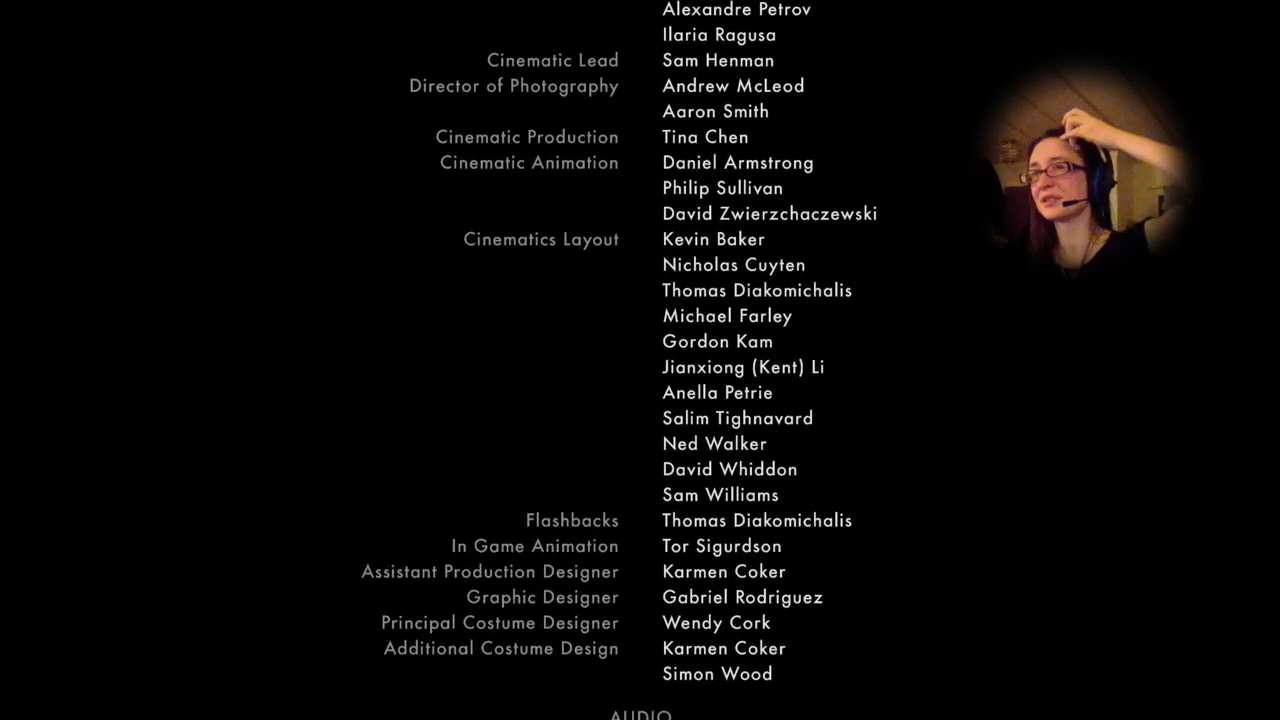 Alexandre Petrov
Ilaria Ragusa
Cinematic Lead Sam Henman
Director of Photography Andrew McLeod
Aaron Smith
Cinematic Production Tina Chen
Cinematic Animation Daniel Armstrong
Philip Sullivan
David Zwierzchaczewski
Cinematics Layout Kevin Baker
Nicholas Cuyten
Thomas Diakomichalis
Michael Farley
Gordon Kam
Jianxiong (Kent) Li
Anella Petrie
Salim Tighnavard
Ned Walker
David Whiddon
Sam Williams
Flashbacks Thomas Diakomichalis
In Game Animation Tor Sigurdson
Assistant Production Designer Karmen Coker
Graphic Designer Gabriel Rodriguez
Principal Costume Designer Wendy Cork
Additional Costume Design Karmen Coker
Simon Wood
AUDIO